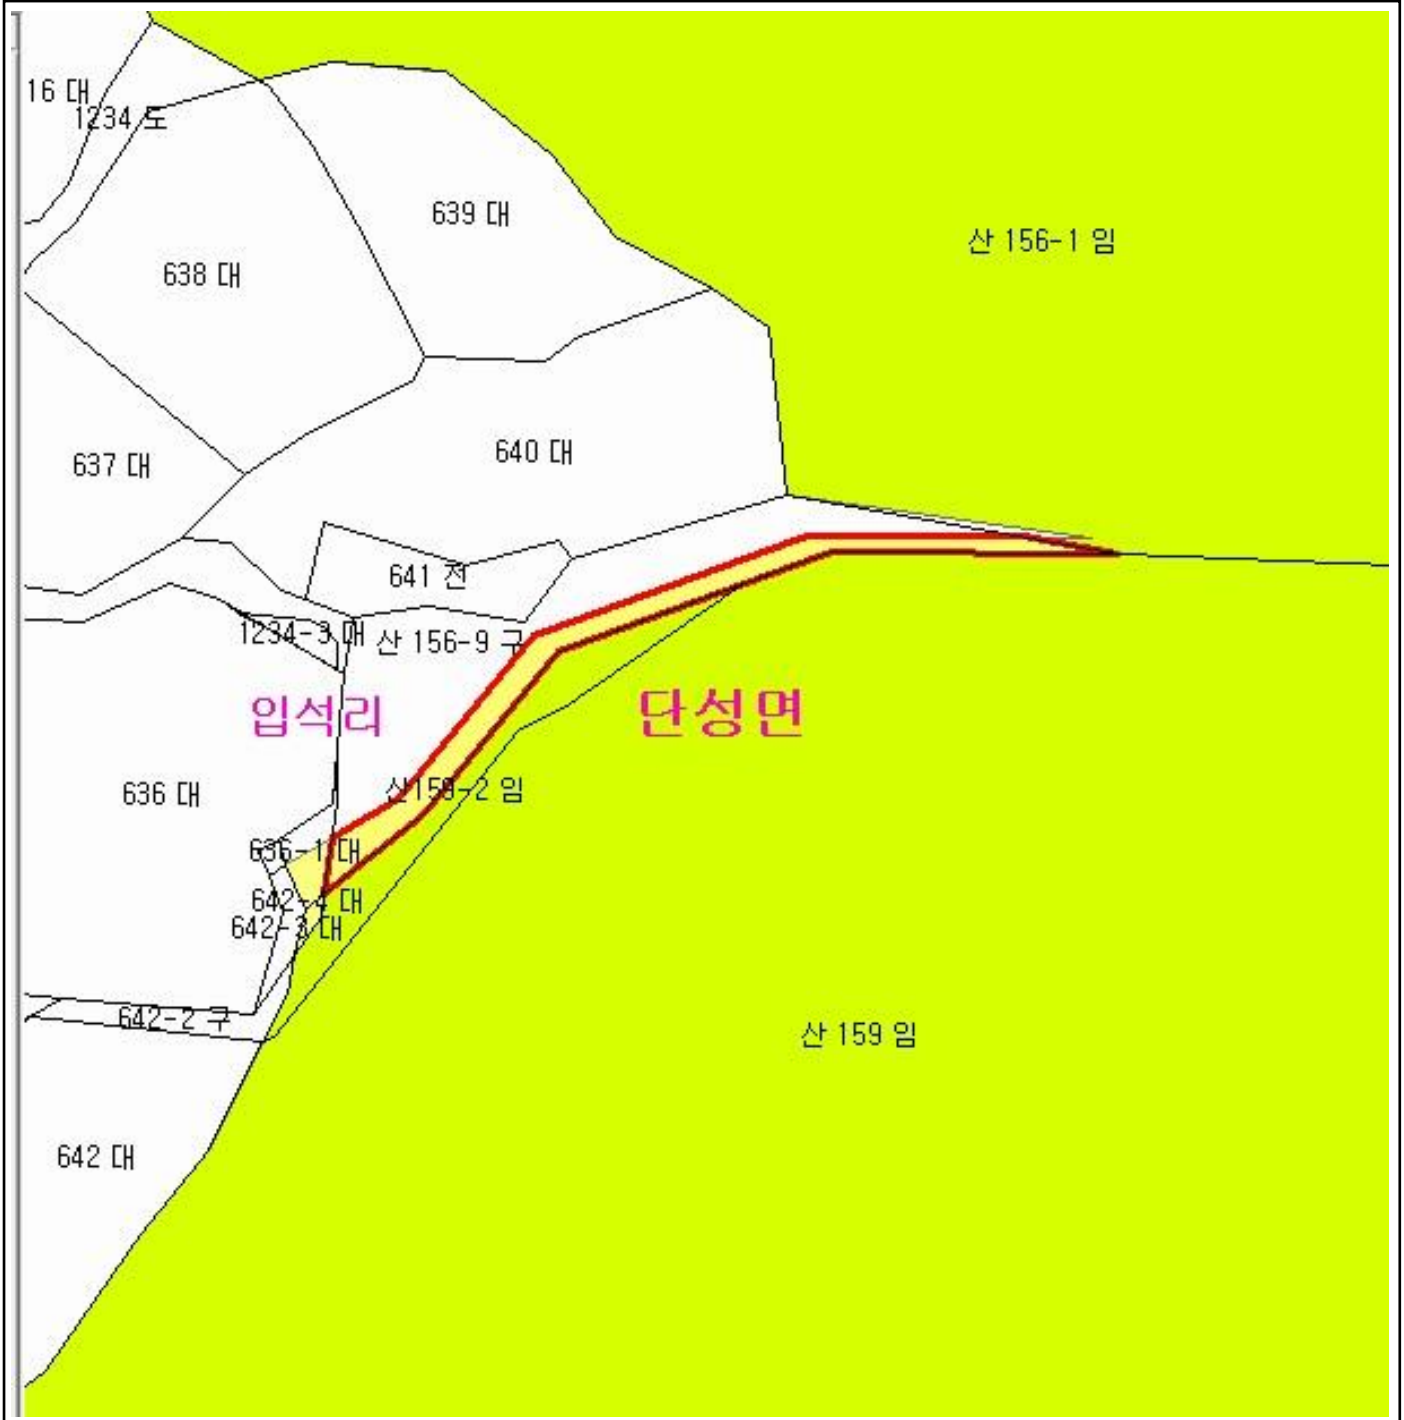 16 대
1234 도
639 대
산 156-1 임
638 대
640 대
637 대
641 전
1234-3 대
산 156-9 구
입석리
단성면
산159-2 임
636 대
636-1 대
642-4 대
642-3 대
642-2 구
산 159 임
642 대